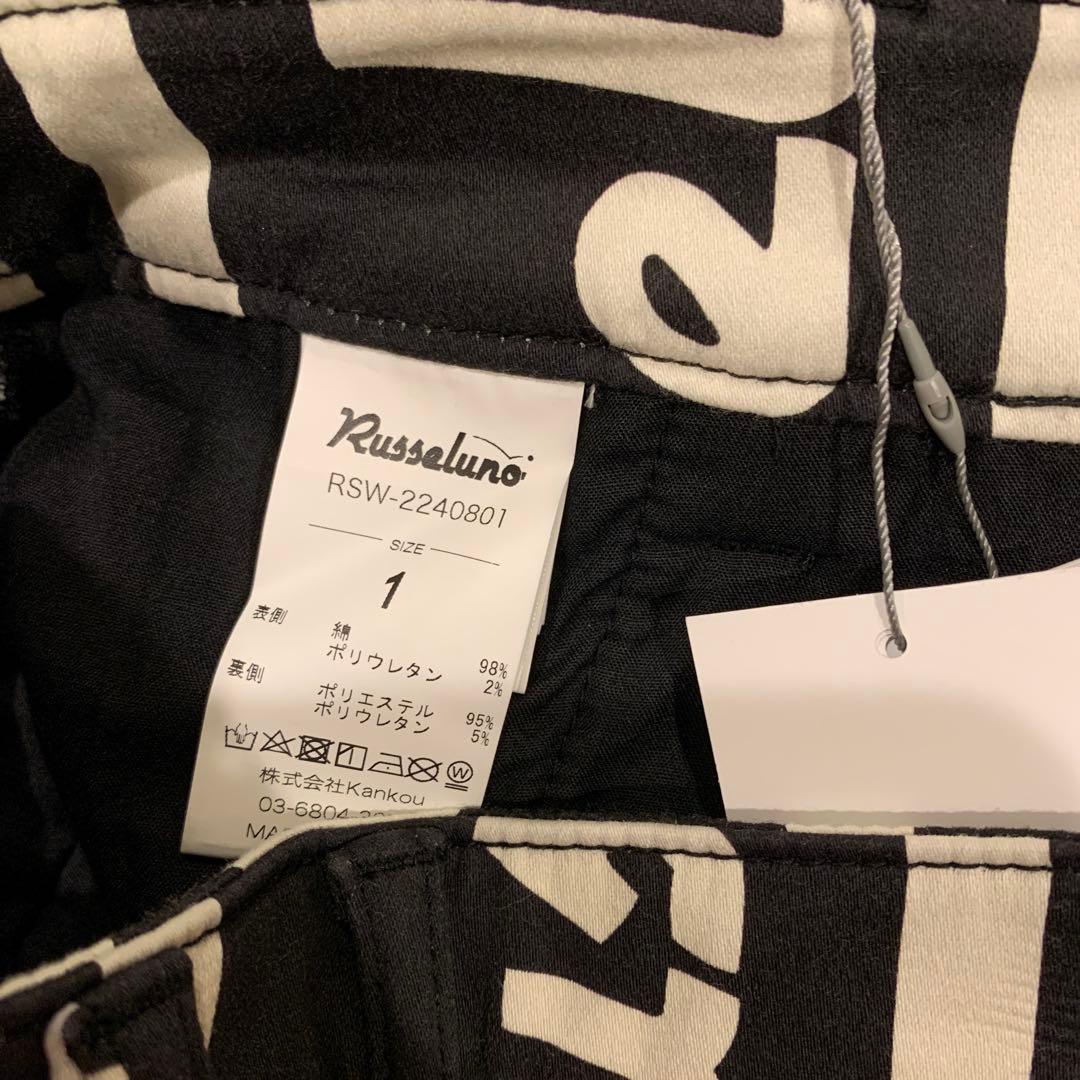 Russeluno
RSW-2240801
SIZE
1
表側
綿 98%
ポリウレタン 2%
裏側
ポリエステル 95%
ポリウレタン 5%
W
株式会社Kankou
03-6804